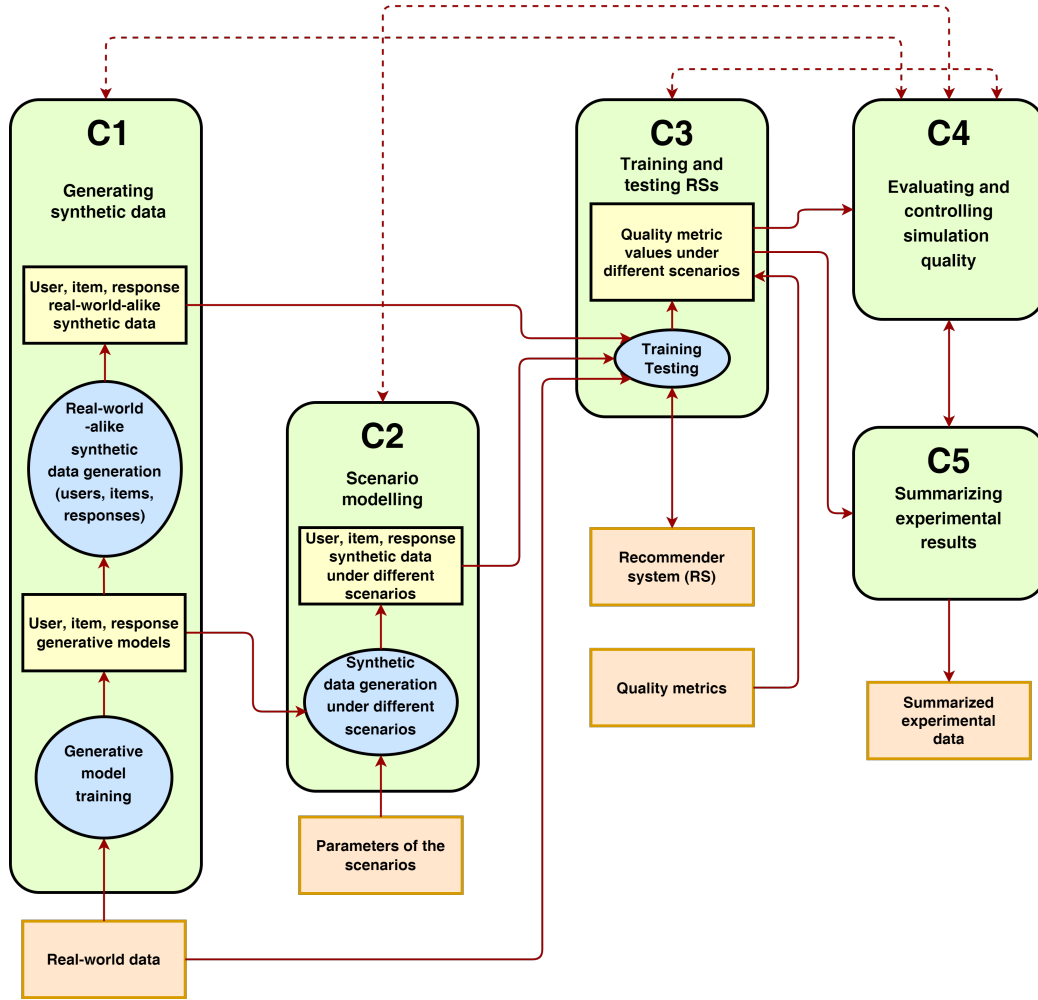 C1
Generating
synthetic data
User, item, response
real-world-alike
synthetic data
Real-world
-alike
synthetic
data generation
(users, items,
responses)
User, item, response
generative models
Generative
model
training
Real-world data
C2
Scenario
modelling
User, item, response
synthetic data
under different
scenarios
Synthetic
data generation
under different
scenarios
Parameters of the
scenarios
C3
Training and
testing RSs
Quality metric
values under
different scenarios
Training
Testing
Recommender
system (RS)
Quality metrics
C4
Evaluating and
controlling
simulation
quality
C5
Summarizing
experimental
results
Summarized
experimental
data